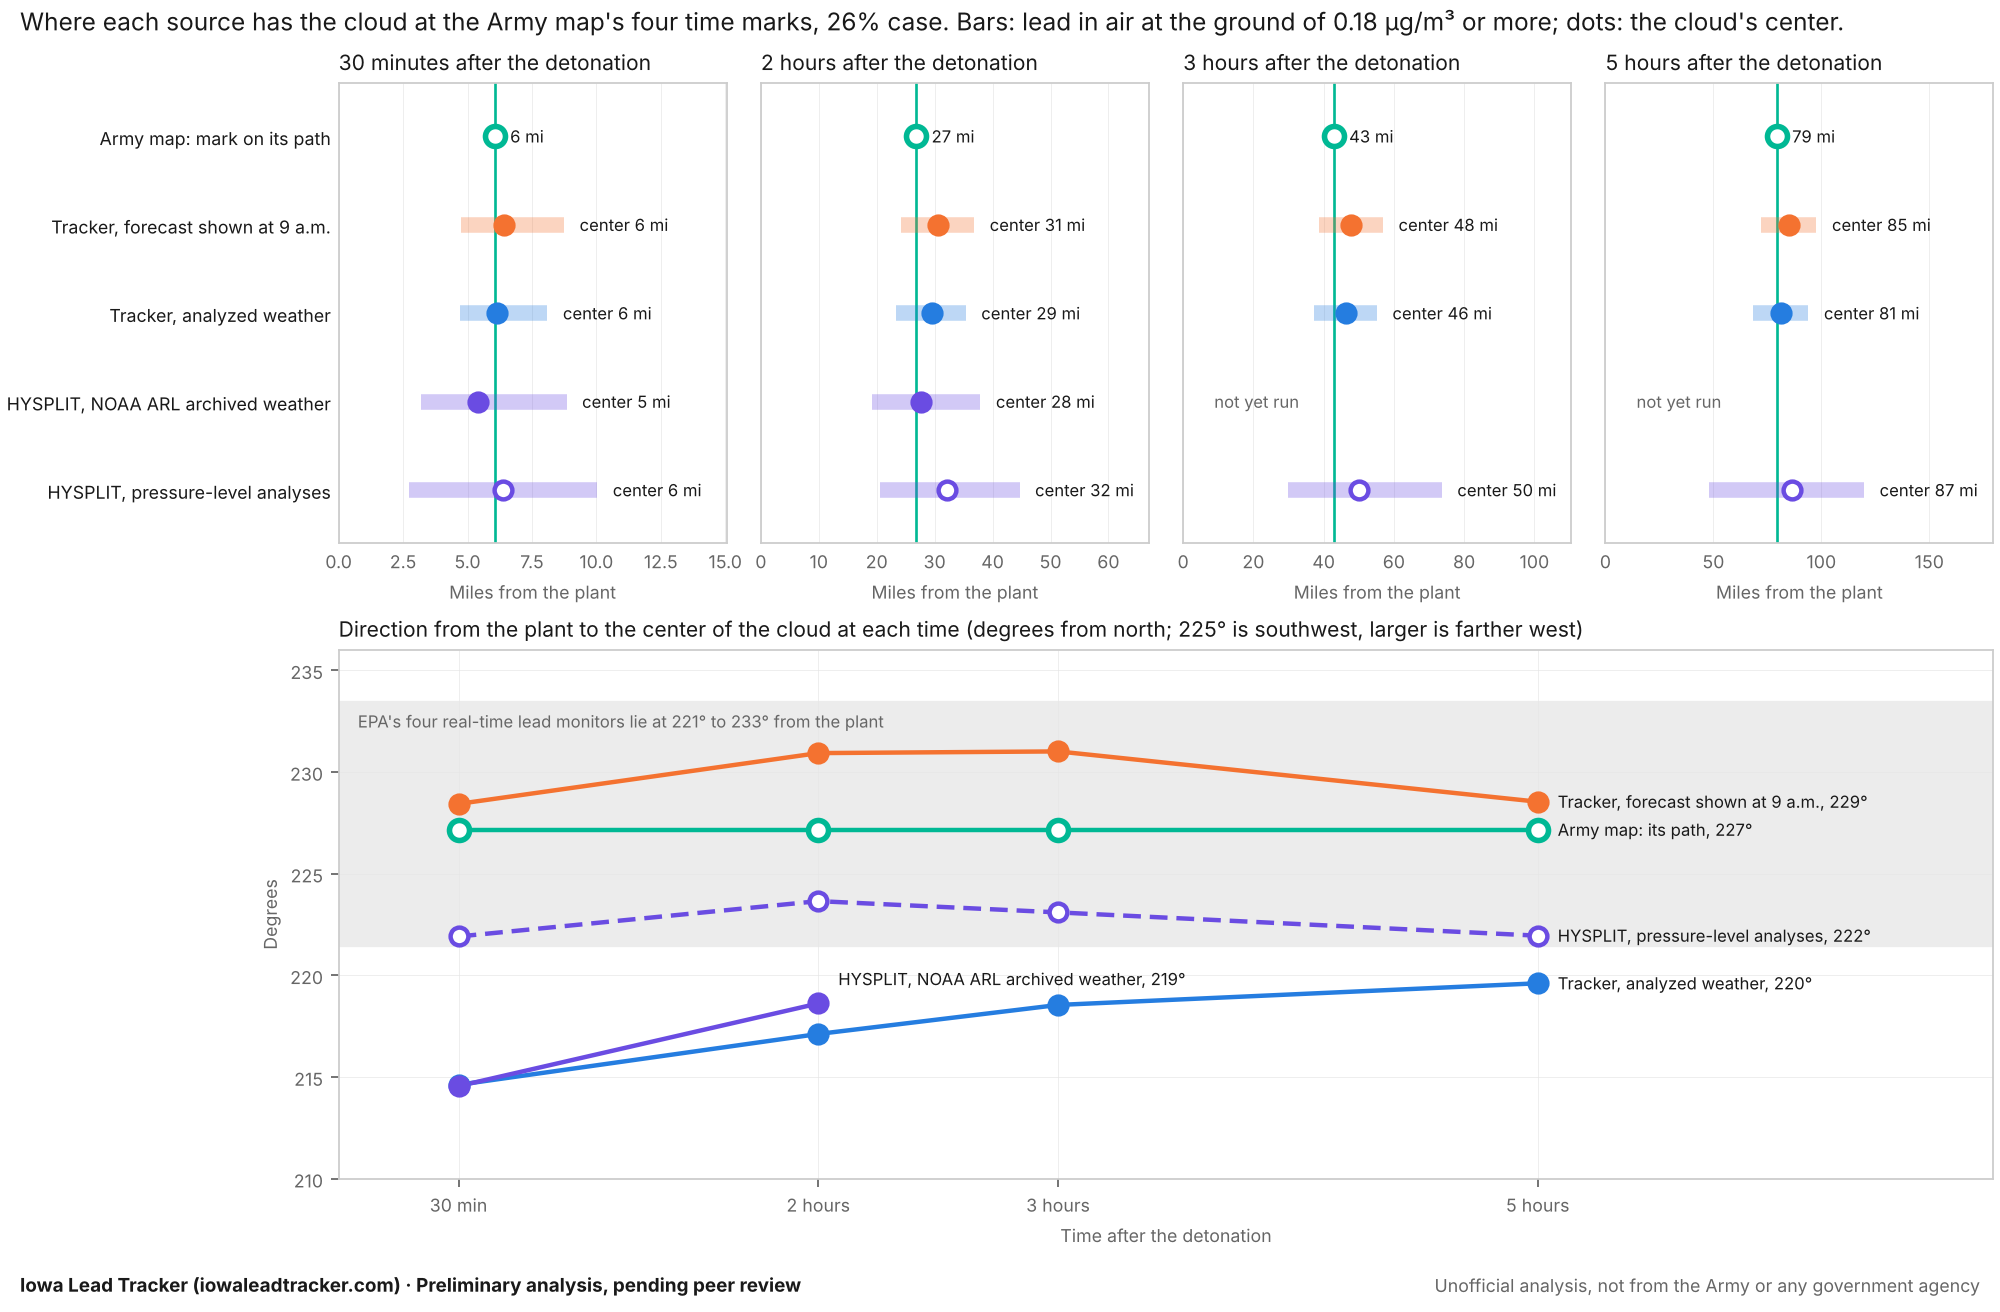 Where each source has the cloud at the Army map's four time marks, 26% case. Bars: lead in air at the ground of 0.18 µg/m³ or more; dots: the cloud's center.
30 minutes after the detonation
2 hours after the detonation
3 hours after the detonation
5 hours after the detonation
Army map: mark on its path
6 mi
27 mi
43 mi
79 mi
Tracker, forecast shown at 9 a.m.
center 6 mi
center 31 mi
center 48 mi
center 85 mi
Tracker, analyzed weather
center 6 mi
center 29 mi
center 46 mi
center 81 mi
HYSPLIT, NOAA ARL archived weather
center 5 mi
center 28 mi
not yet run
not yet run
HYSPLIT, pressure-level analyses
center 6 mi
center 32 mi
center 50 mi
center 87 mi
0.0 2.5 5.0 7.5 10.0 12.5 15.0
0 10 20 30 40 50 60
0 20 40 60 80 100
0 50 100 150
Miles from the plant
Miles from the plant
Miles from the plant
Miles from the plant
Direction from the plant to the center of the cloud at each time (degrees from north; 225° is southwest, larger is farther west)
235
EPA's four real-time lead monitors lie at 221° to 233° from the plant
230
Tracker, forecast shown at 9 a.m., 229°
Army map: its path, 227°
225
Degrees
HYSPLIT, pressure-level analyses, 222°
220
HYSPLIT, NOAA ARL archived weather, 219°
Tracker, analyzed weather, 220°
215
210
30 min
2 hours
3 hours
5 hours
Time after the detonation
Iowa Lead Tracker (iowaleadtracker.com) · Preliminary analysis, pending peer review
Unofficial analysis, not from the Army or any government agency